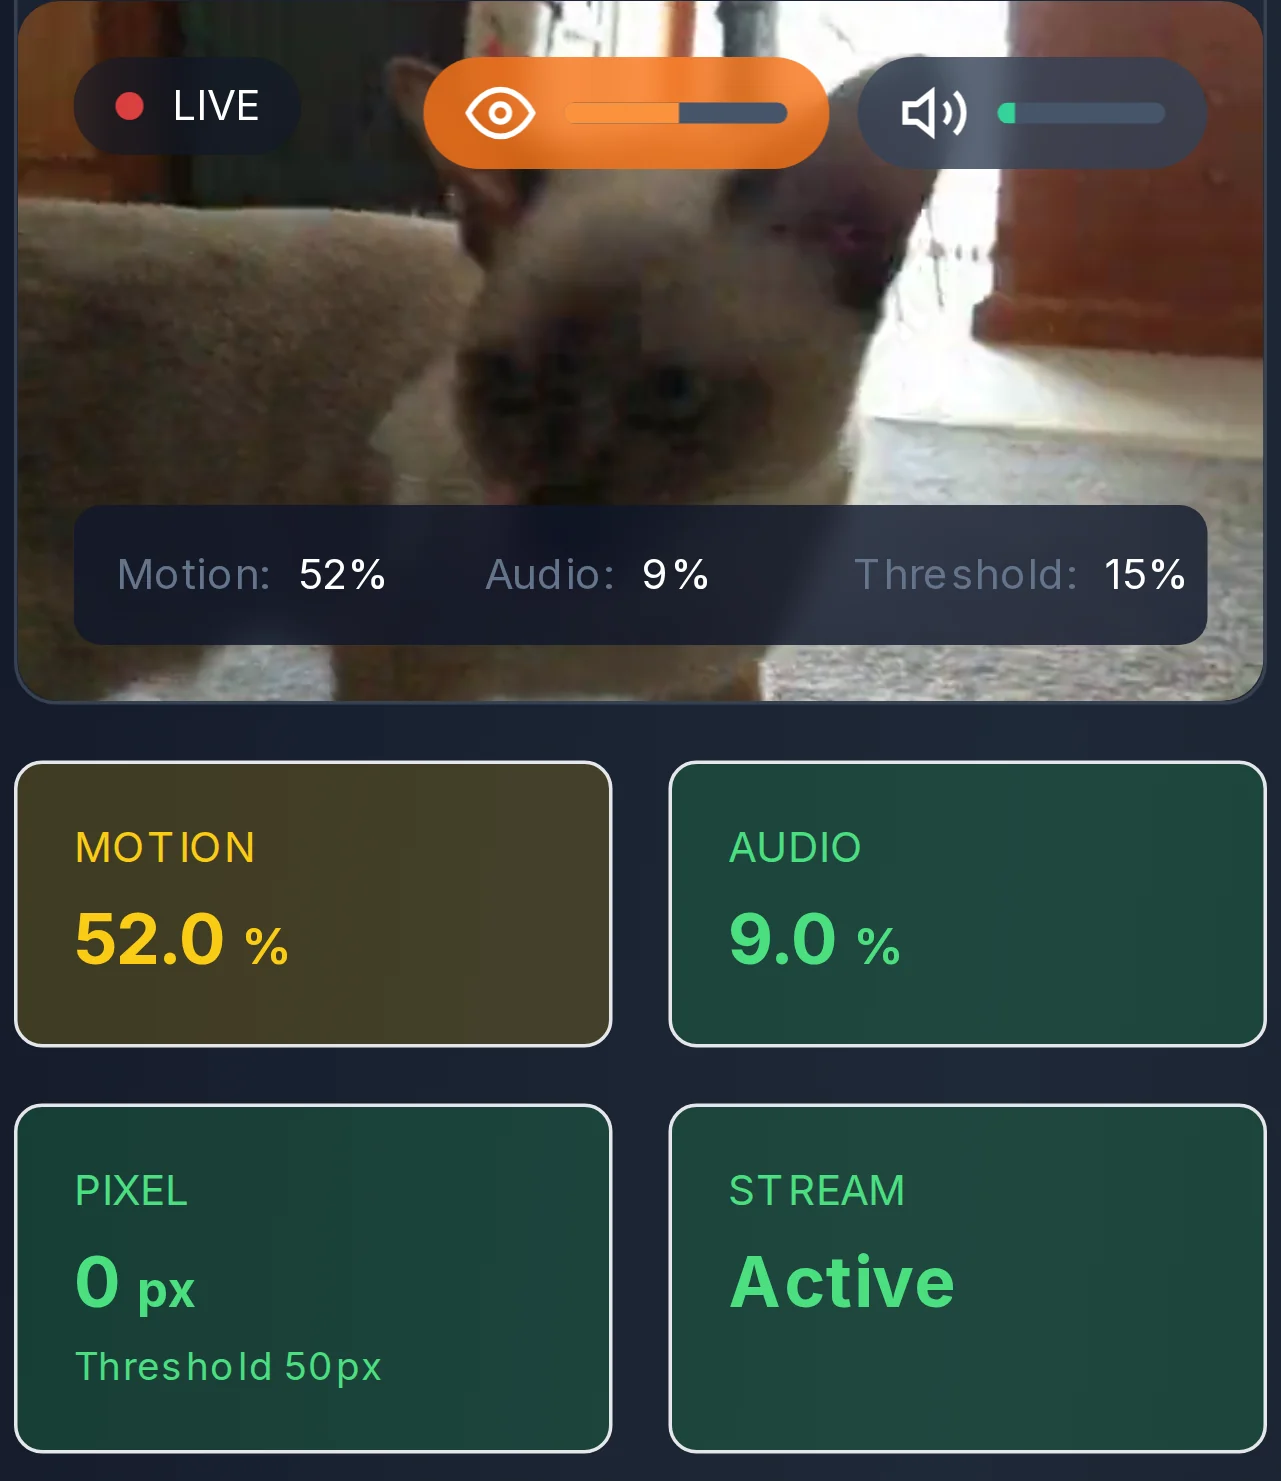 LIVE
Motion: 52% Audio: 9% Threshold: 15%
MOTION
52.0 %
AUDIO
9.0 %
PIXEL
0 px
Threshold 50px
STREAM
Active